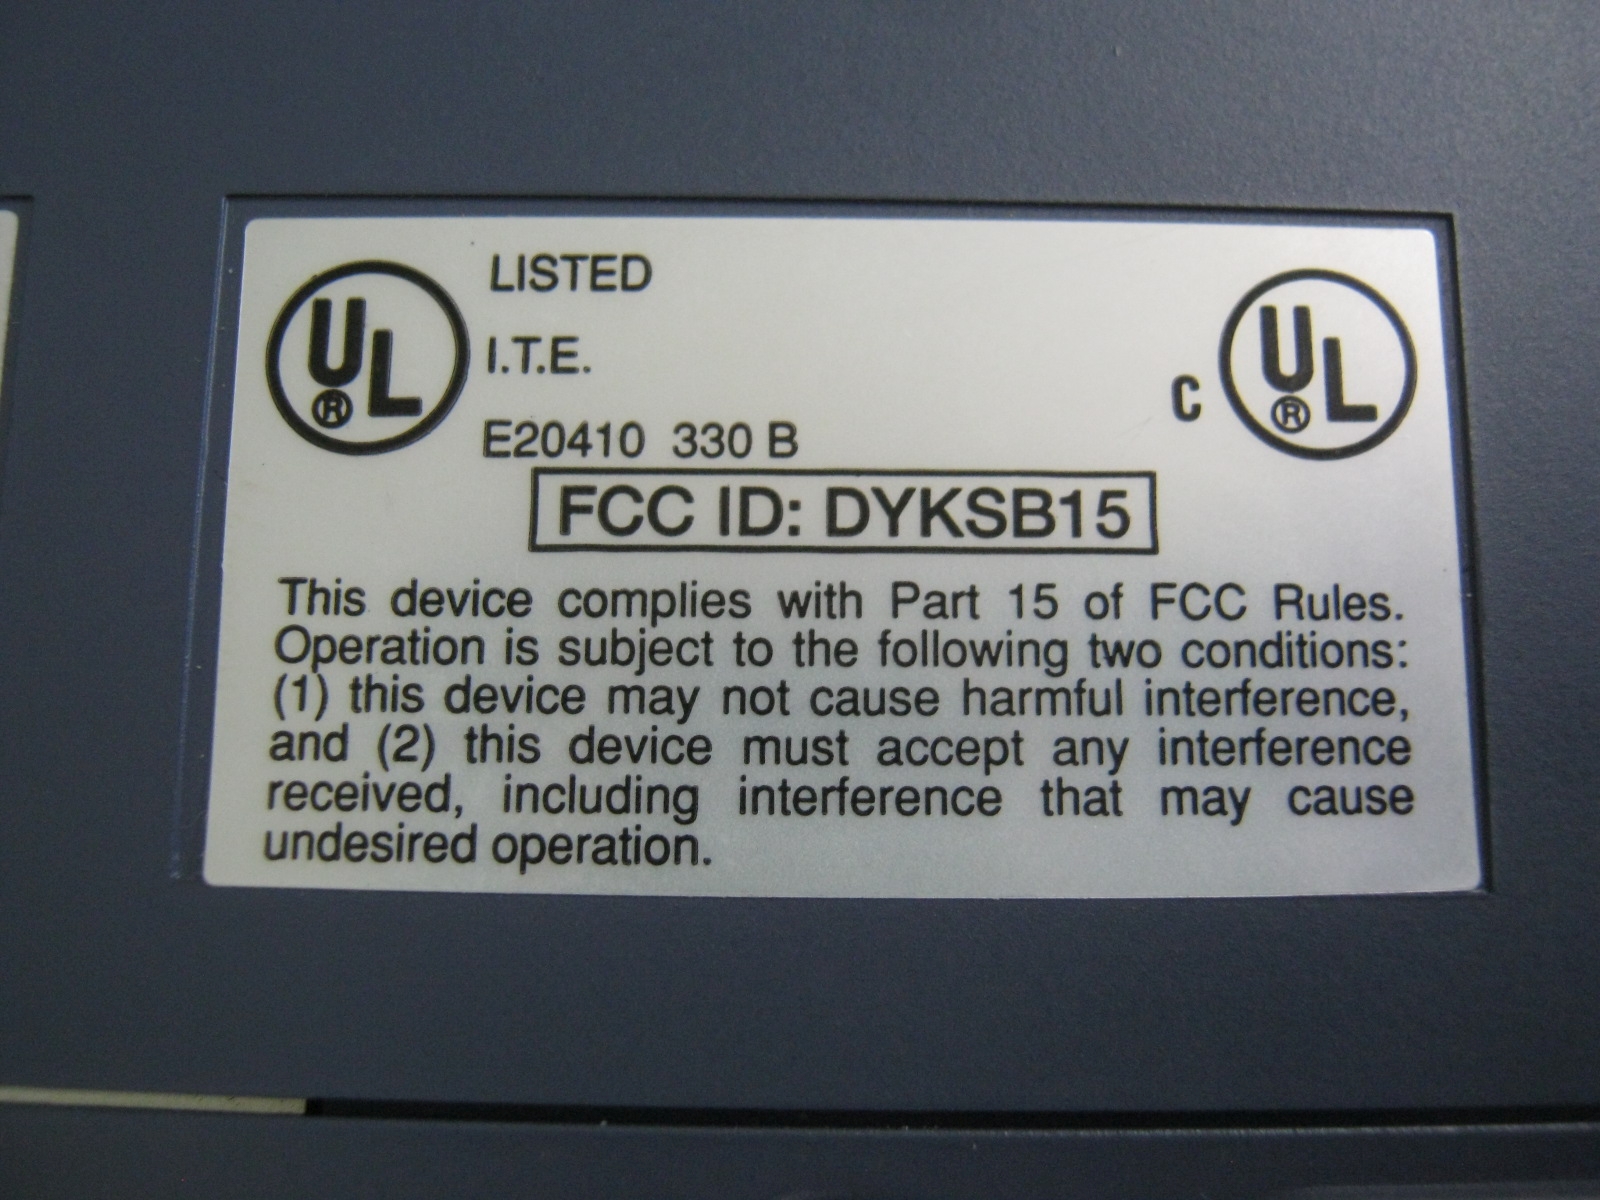 UL® LISTED
I.T.E.
E20410 330 B
C UL®
FCC ID: DYKSB15
This device complies with Part 15 of FCC Rules.
Operation is subject to the following two conditions:
(1) this device may not cause harmful interference,
and (2) this device must accept any interference
received, including interference that may cause
undesired operation.